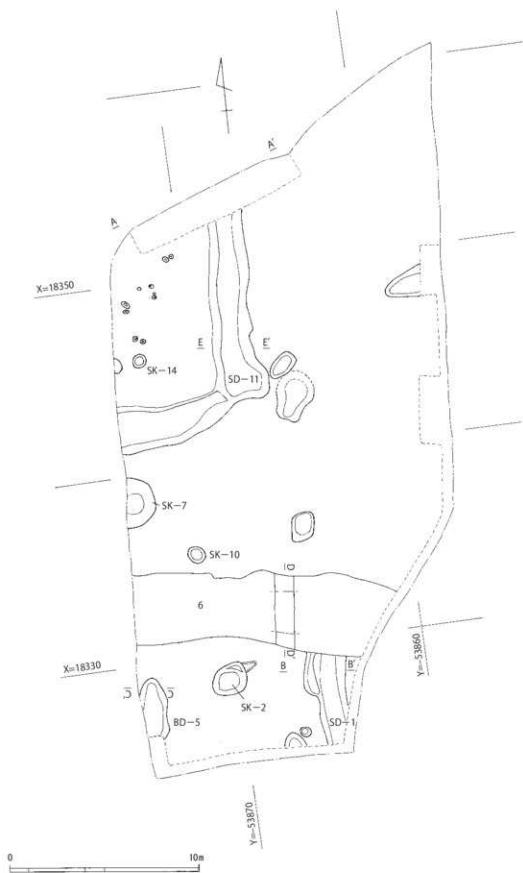 A'
A
X=18350
E
E'
SK-14
SD-11
SK-7
SK-10
D
6
D'
X=18330
B
B'
C
C'
SK-2
BD-5
SD-1
Y=-53860
Y=-53870
0
10m